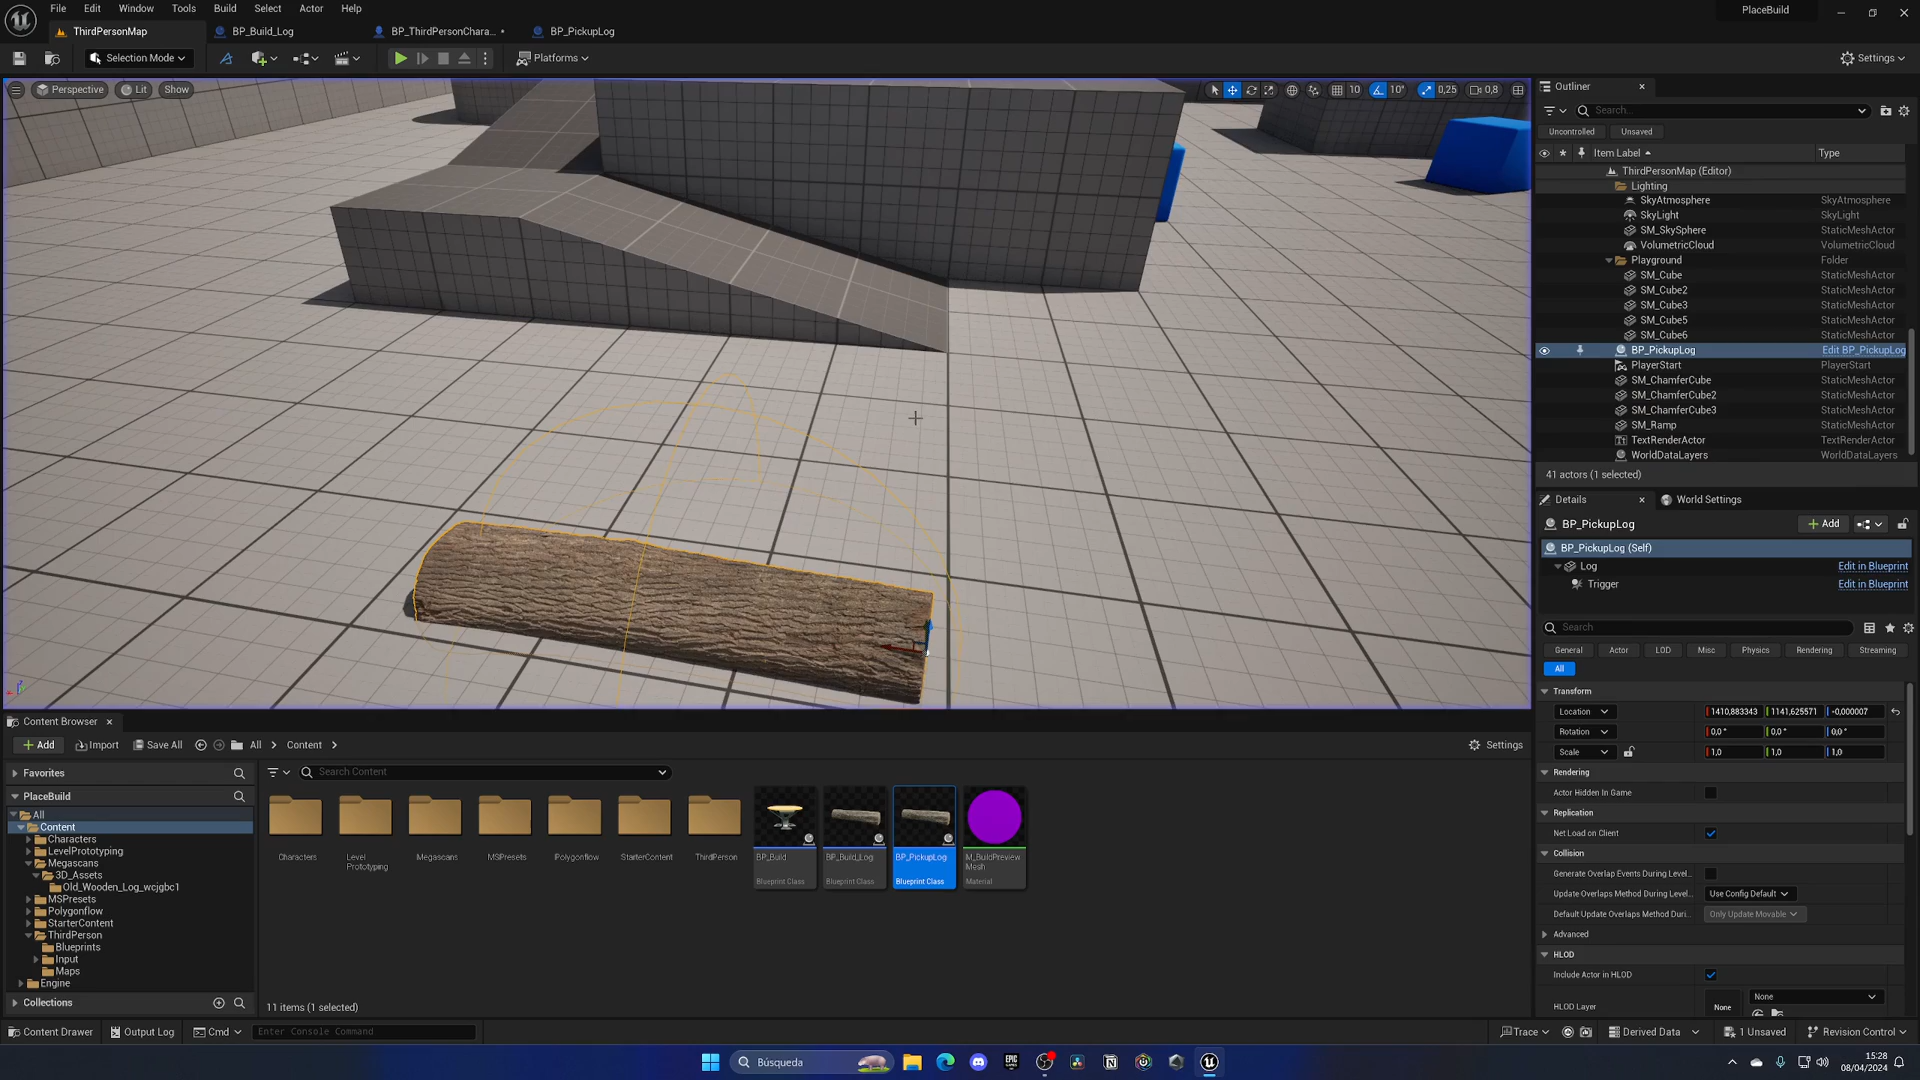 File Edit Window Tools Build Select Actor Help
PlaceBuild
ThirdPersonMap BP_Build_Log BP_ThirdPersonChara... • BP_PickupLog
Selection Mode Platforms Settings
Perspective Lit Show 10 10° 0,25 0,8
Outliner
Search...
Uncontrolled Unsaved
Item Label Type
ThirdPersonMap (Editor)
Lighting
SkyAtmosphere SkyAtmosphere
SkyLight SkyLight
SM_SkySphere StaticMeshActor
VolumetricCloud VolumetricCloud
Playground Folder
SM_Cube StaticMeshActor
SM_Cube2 StaticMeshActor
SM_Cube3 StaticMeshActor
SM_Cube5 StaticMeshActor
SM_Cube6 StaticMeshActor
BP_PickupLog Edit BP_PickupLog
PlayerStart PlayerStart
SM_ChamferCube StaticMeshActor
SM_ChamferCube2 StaticMeshActor
SM_ChamferCube3 StaticMeshActor
SM_Ramp StaticMeshActor
TextRenderActor TextRenderActor
WorldDataLayers WorldDataLayers
41 actors (1 selected)
Details World Settings
BP_PickupLog Add
BP_PickupLog (Self)
Log Edit in Blueprint
Trigger Edit in Blueprint
Search
General Actor LOD Misc Physics Rendering Streaming
All
Transform
Location 1410,883343 1141,625571 -0,000007
Rotation 0,0 ° 0,0 ° 0,0 °
Scale 1,0 1,0 1,0
Rendering
Actor Hidden In Game
Replication
Net Load on Client
Collision
Generate Overlap Events During Level...
Update Overlaps Method During Level... Use Config Default
Default Update Overlaps Method Duri... Only Update Movable
Advanced
HLOD
Include Actor in HLOD
HLOD Layer None None
Content Browser
Add Import Save All All Content Settings
Favorites
Search Content
PlaceBuild
All
Content
Characters
LevelPrototyping
Megascans
3D_Assets
Old_Wooden_Log_wcjgbc1
MSPresets
Polygonflow
StarterContent
ThirdPerson
Blueprints
Input
Maps
Engine
Collections
Characters Level Megascans MSPresets Polygonflow StarterContent ThirdPerson BP_Build BP_Build_Log BP_PickupLog M_BuildPreview
Prototyping Mesh
Blueprint Class Blueprint Class Blueprint Class Material
11 items (1 selected)
Content Drawer Output Log Cmd Enter Console Command Trace Derived Data 1 Unsaved Revision Control
Búsqueda
EPIC
GAMES
15:28
08/04/2024